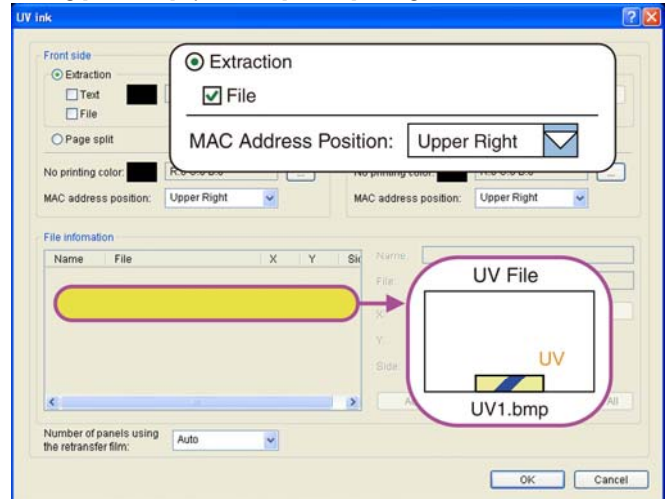 UV ink
Front side
Extraction
Text
File
Page split
No printing color:
R:0 G:0 B:0
...
No printing color:
R:0 G:0 B:0
...
MAC address position:
Upper Right
MAC address position:
Upper Right
Extraction
File
MAC Address Position:
Upper Right
File infomation
Name File X Y
Name:
File:
X:
Y:
Side:
UV File
UV
UV1.bmp
All
Number of panels using
the retransfer film:
Auto
OK
Cancel